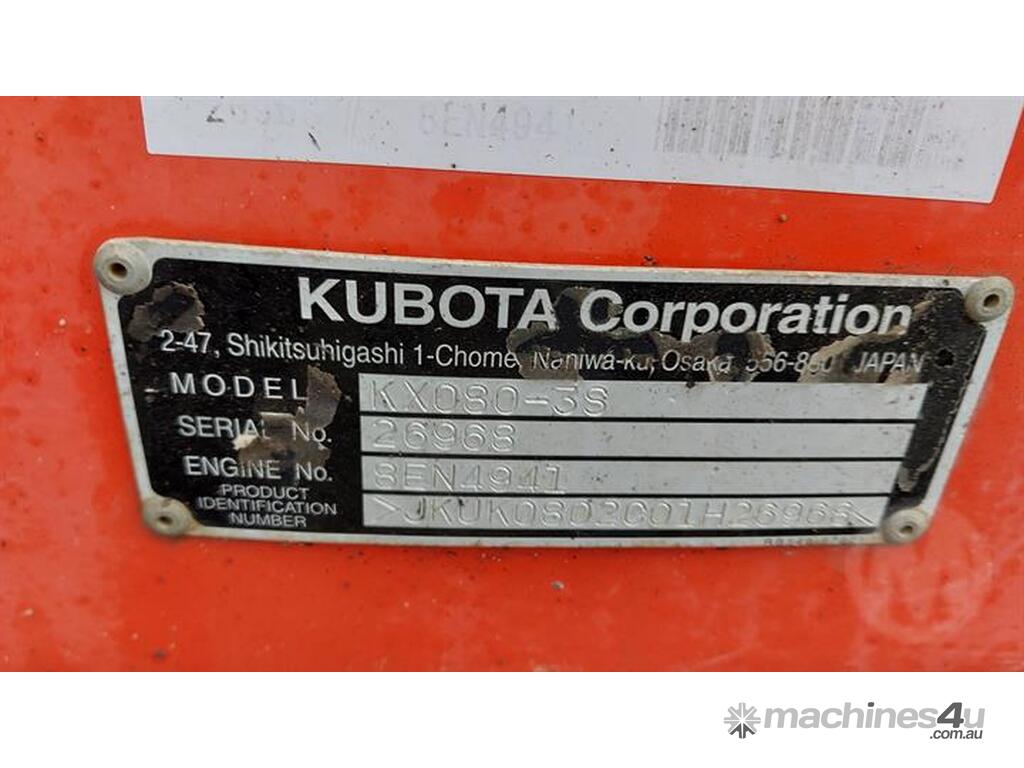 8EN4941
KUBOTA Corporation
2-47, Shikitsuhigashi 1-Chome, Naniwa-ku, Osaka JAPAN
MODEL KX080-3S
SERIAL No. 26968
ENGINE No. 8EN4941
PRODUCT
IDENTIFICATION
NUMBER
>JKUK0802C01H26968<
machines4u
.com.au